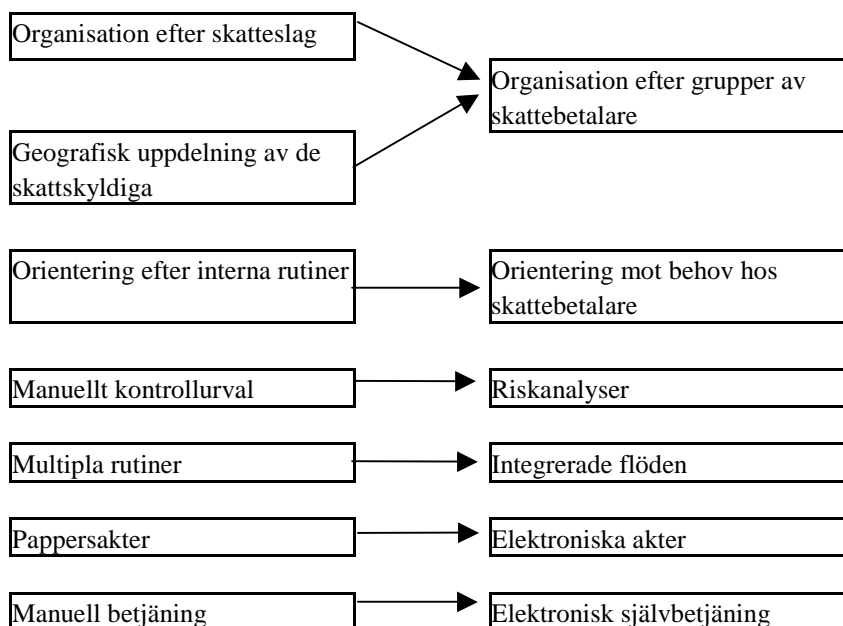 Organisation efter skatteslag
Organisation efter grupper av
skattebetalare
Geografisk uppdelning av de
skattskyldiga
Orientering efter interna rutiner
Orientering mot behov hos
skattebetalare
Manuellt kontrollurval
Riskanalyser
Multipla rutiner
Integrerade flöden
Pappersakter
Elektroniska akter
Manuell betjäning
Elektronisk självbetjäning